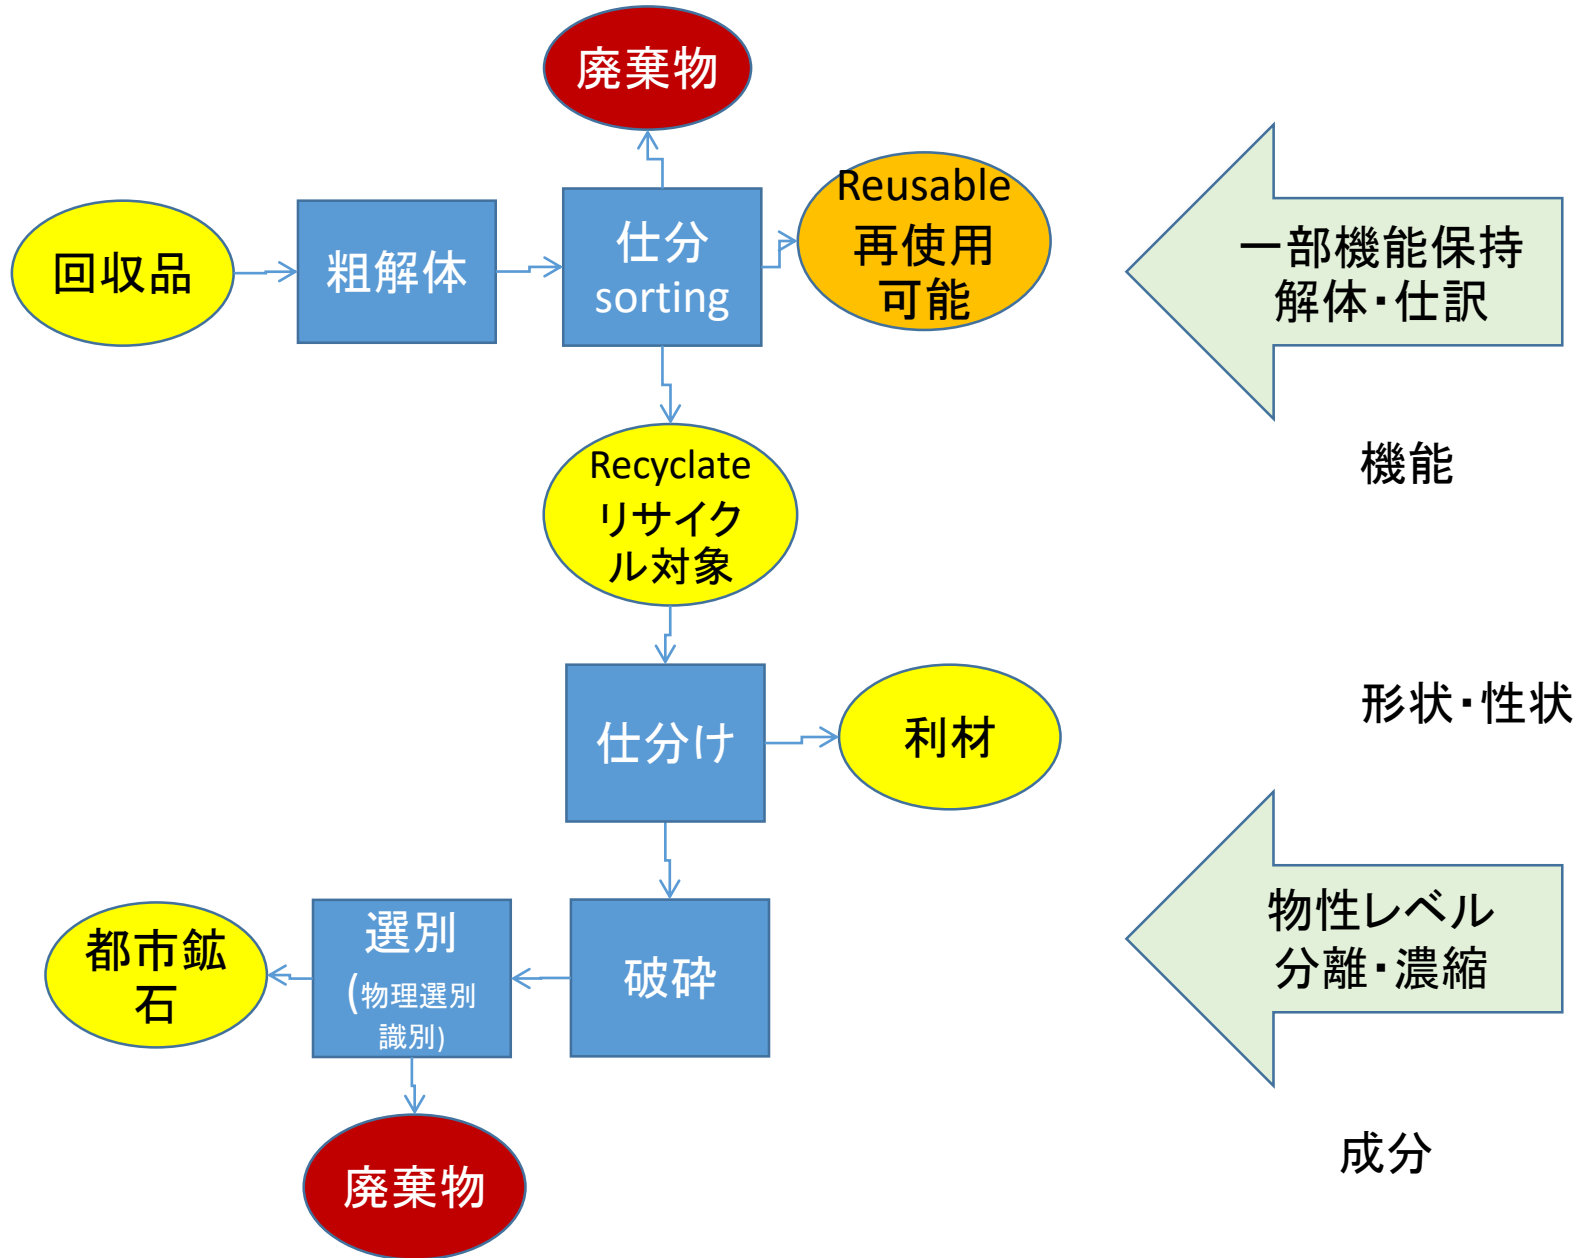 廃棄物
回収品
粗解体
仕分
sorting
Reusable
再使用
可能
一部機能保持
解体・仕訳
機能
Recyclate
リサイク
ル対象
形状・性状
仕分け
利材
物性レベル
分離・濃縮
都市鉱
石
選別
(物理選別
識別)
破砕
成分
廃棄物